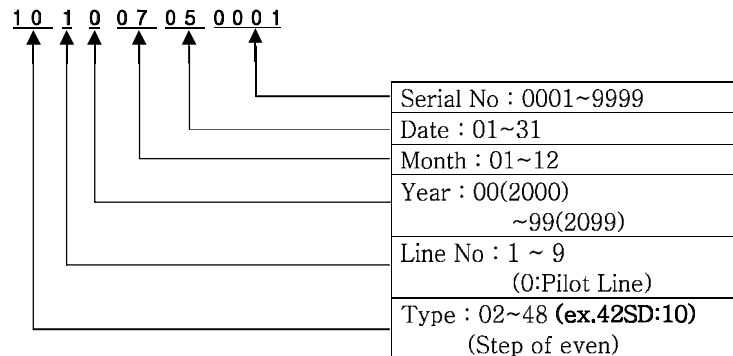 10 1 0 07 05 0001
Serial No : 0001~9999
Date : 01~31
Month : 01~12
Year : 00(2000)
~99(2099)
Line No : 1 ~ 9
(0:Pilot Line)
Type : 02~48 (ex.42SD:10)
(Step of even)